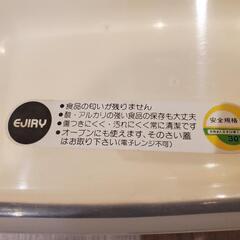 EJIRY
●食品の匂いが残りません
●酸・アルカリの強い食品の保存も大丈夫
●傷つきにくく・汚れにくく常に清潔です
●オーブンにも使えます、そのさい蓋
はお取り下さい(電子レンジ不可)
安全規格